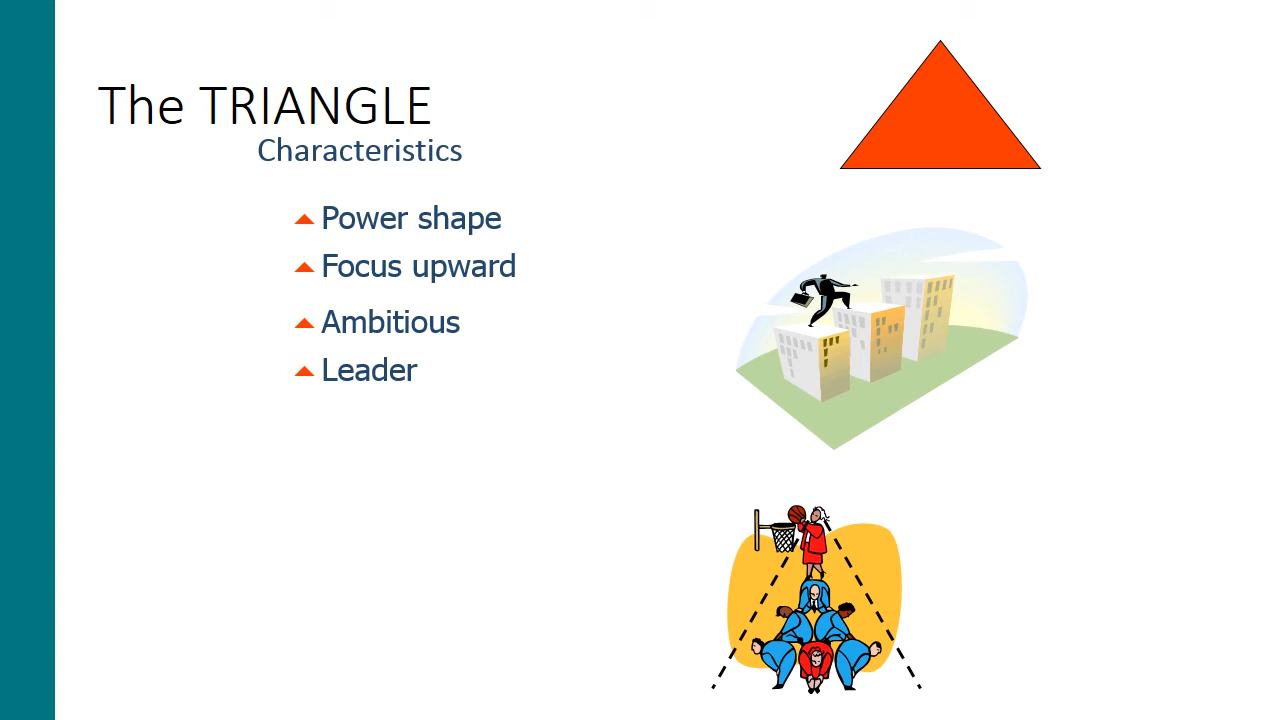 The TRIANGLE
Characteristics
Power shape
Focus upward
Ambitious
Leader